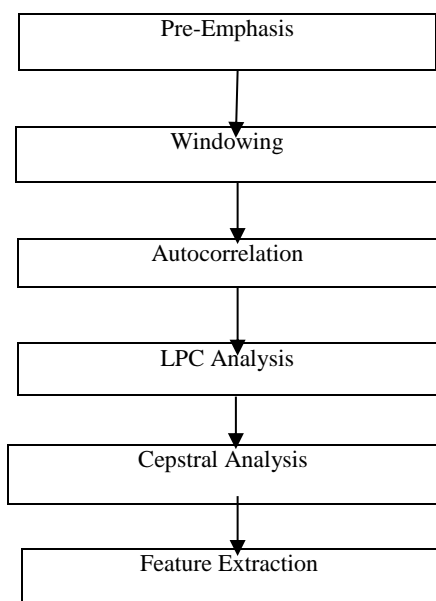 Pre-Emphasis
Windowing
Autocorrelation
LPC Analysis
Cepstral Analysis
Feature Extraction